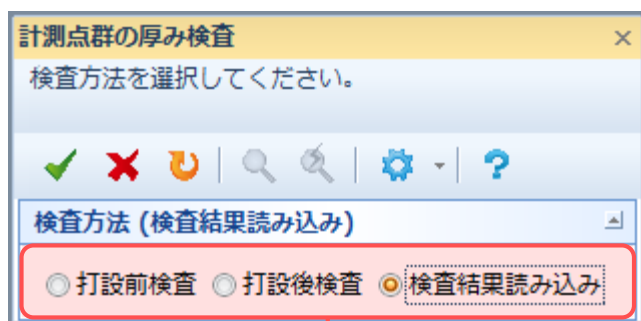 計測点群の厚み検査
検査方法を選択してください。
検査方法 (検査結果読み込み)
打設前検査 打設後検査 検査結果読み込み